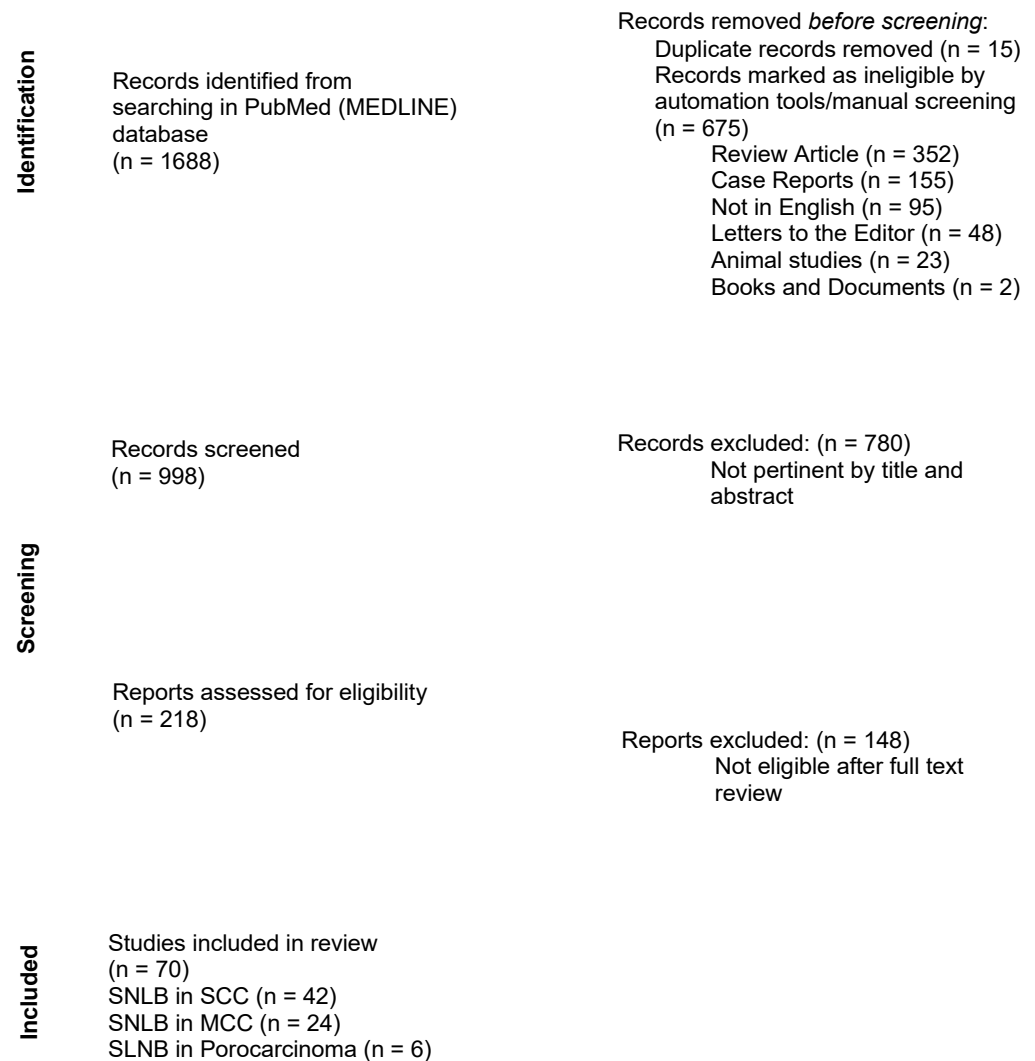 Identification
Records identified from
searching in PubMed (MEDLINE)
database
(n = 1688)
Records removed before screening:
Duplicate records removed (n = 15)
Records marked as ineligible by
automation tools/manual screening
(n = 675)
Review Article (n = 352)
Case Reports (n = 155)
Not in English (n = 95)
Letters to the Editor (n = 48)
Animal studies (n = 23)
Books and Documents (n = 2)
Screening
Records screened
(n = 998)
Records excluded: (n = 780)
Not pertinent by title and
abstract
Reports assessed for eligibility
(n = 218)
Reports excluded: (n = 148)
Not eligible after full text
review
Included
Studies included in review
(n = 70)
SNLB in SCC (n = 42)
SNLB in MCC (n = 24)
SLNB in Porocarcinoma (n = 6)